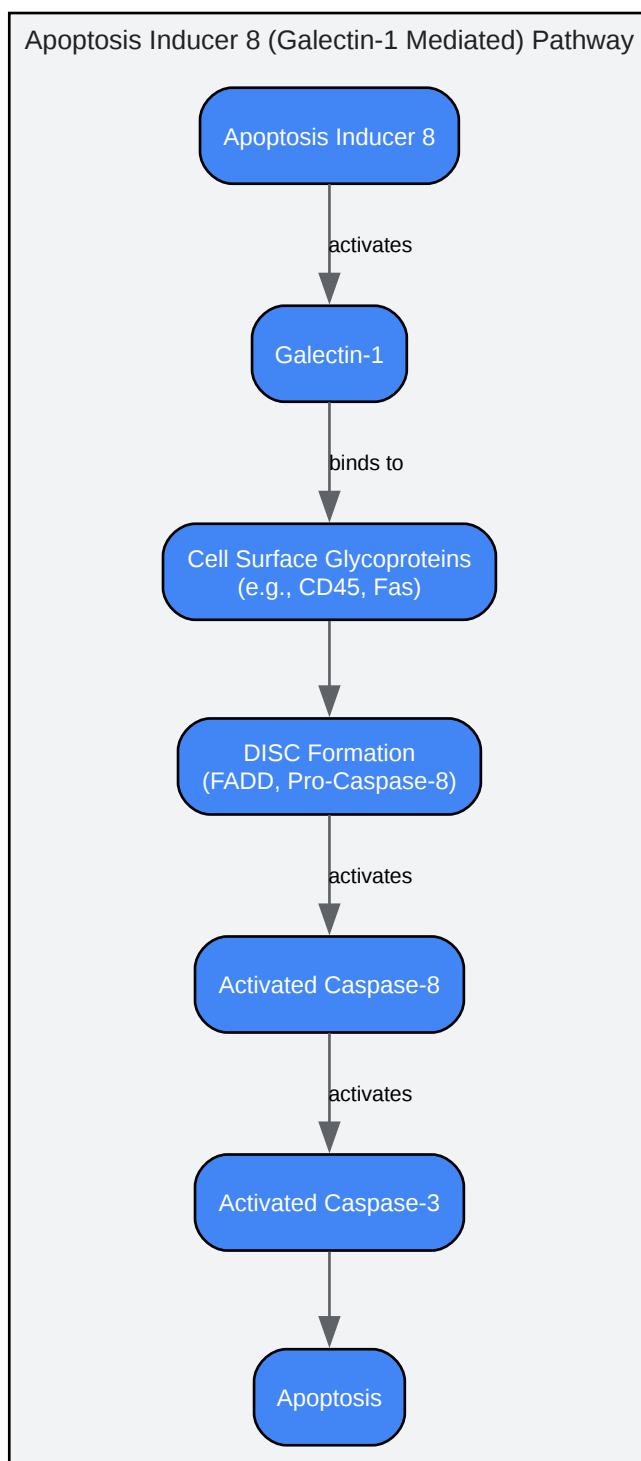 Apoptosis Inducer 8 (Galectin-1 Mediated) Pathway
Apoptosis Inducer 8
activates
Galectin-1
binds to
Cell Surface Glycoproteins
(e.g., CD45, Fas)
DISC Formation
(FADD, Pro-Caspase-8)
activates
Activated Caspase-8
activates
Activated Caspase-3
Apoptosis